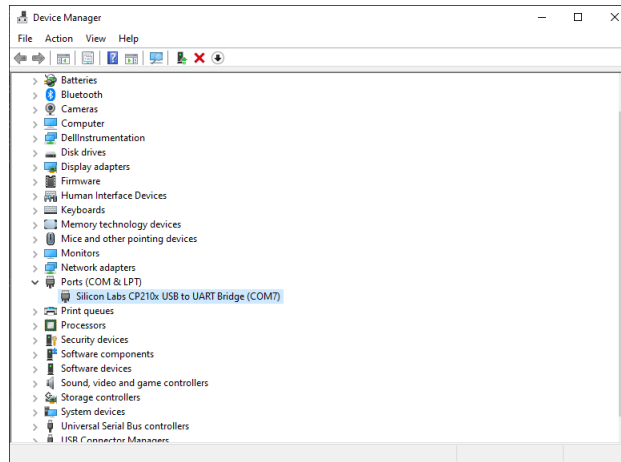 Device Manager
File Action View Help
Batteries
Bluetooth
Cameras
Computer
DellInstrumentation
Disk drives
Display adapters
Firmware
Human Interface Devices
Keyboards
Memory technology devices
Mice and other pointing devices
Monitors
Network adapters
Ports (COM & LPT)
Silicon Labs CP210x USB to UART Bridge (COM7)
Print queues
Processors
Security devices
Software components
Software devices
Sound, video and game controllers
Storage controllers
System devices
Universal Serial Bus controllers
USB Connector Managers